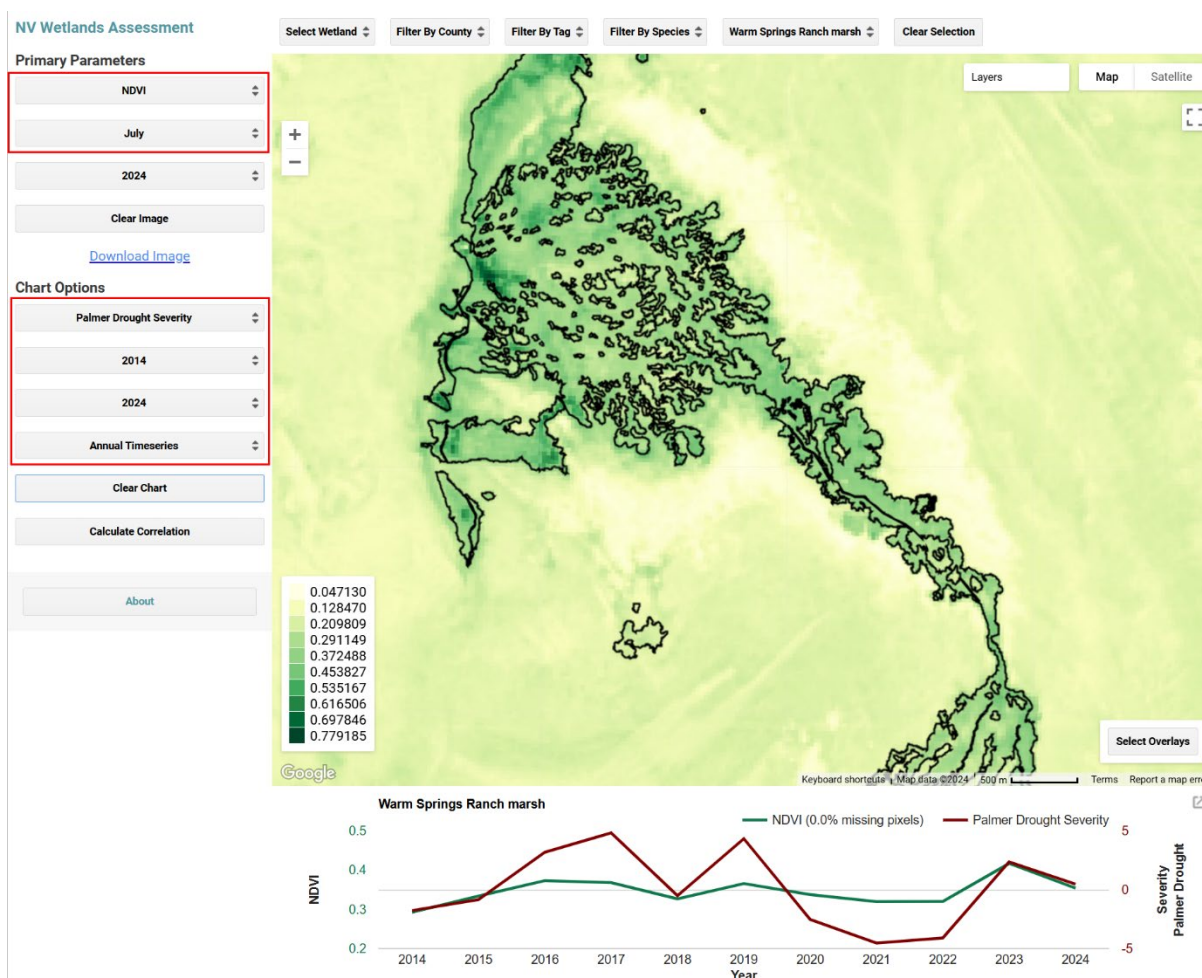 NV Wetlands Assessment
Select Wetland
Filter By County
Filter By Tag
Filter By Species
Warm Springs Ranch marsh
Clear Selection
Primary Parameters
NDVI
July
2024
Clear Image
Download Image
Chart Options
Palmer Drought Severity
2014
2024
Annual Timeseries
Clear Chart
Calculate Correlation
About
Layers
Map
Satellite
+
−
0.047130
0.128470
0.209809
0.291149
0.372488
0.453827
0.535167
0.616506
0.697846
0.779185
Select Overlays
Google
Keyboard shortcuts
Map data ©2024
500 m
Terms
Report a map err
Warm Springs Ranch marsh
NDVI (0.0% missing pixels)
Palmer Drought Severity
0.5
0.4
0.3
0.2
NDVI
5
0
-5
Severity
Palmer Drought
2014 2015 2016 2017 2018 2019 2020 2021 2022 2023 2024
Year